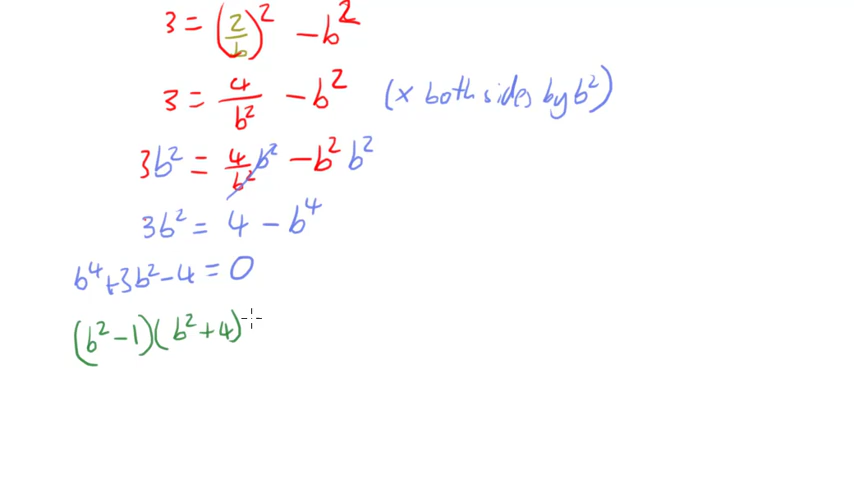 3 = (2/b)² - b²
3 = 4/b² - b² (x both sides by b²)
3b² = 4/b² b² - b² b²
3b² = 4 - b⁴
b⁴ + 3b² - 4 = 0
(b² - 1)(b² + 4)